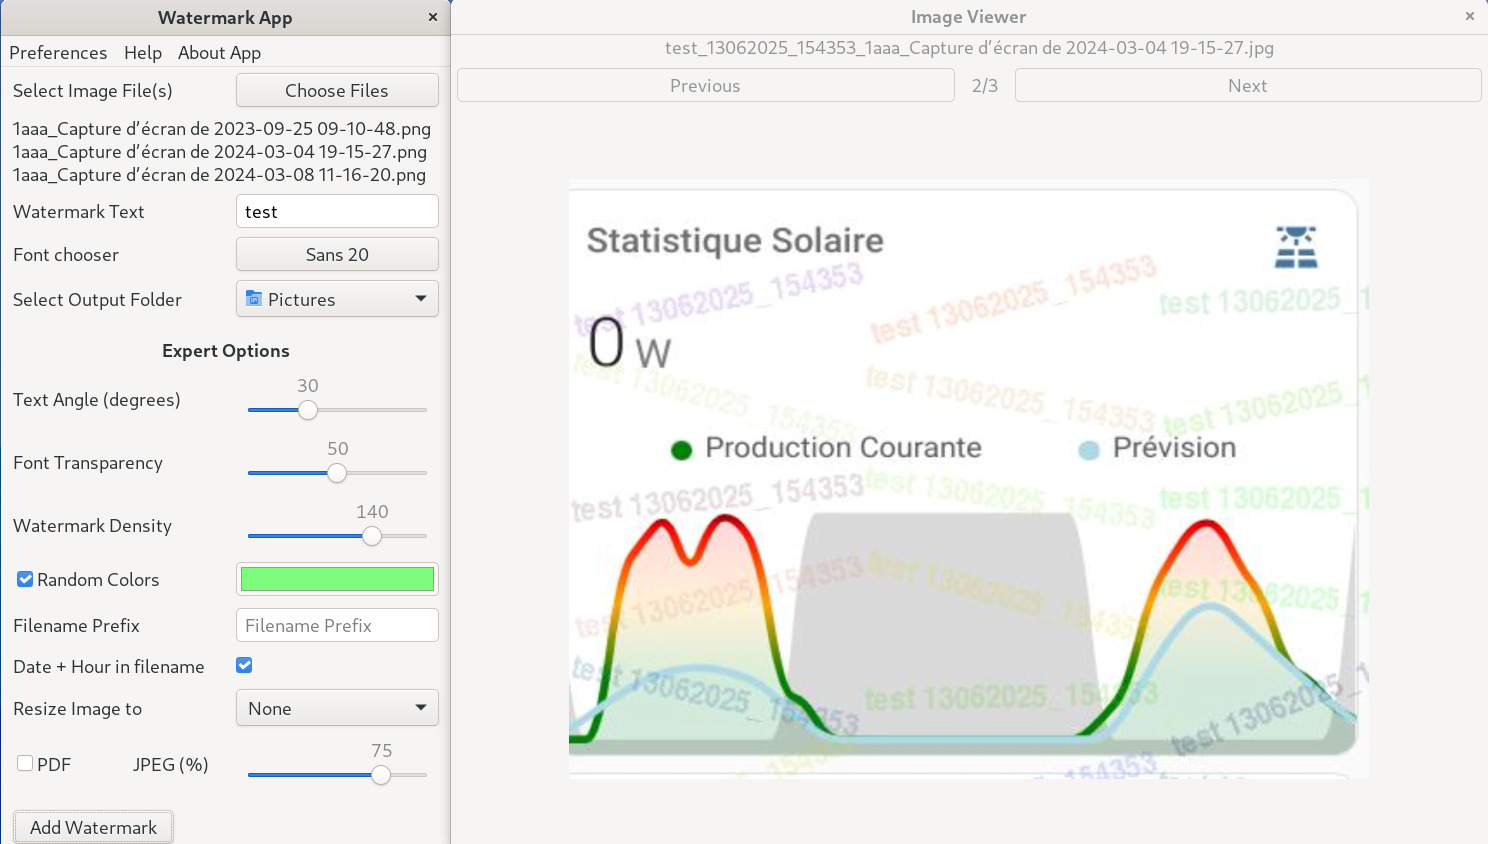 Watermark App
×
Preferences Help About App
Select Image File(s) Choose Files
1aaa_Capture d'écran de 2023-09-25 09-10-48.png
1aaa_Capture d'écran de 2024-03-04 19-15-27.png
1aaa_Capture d'écran de 2024-03-08 11-16-20.png
Watermark Text test
Font chooser Sans 20
Select Output Folder Pictures
Expert Options
30
Text Angle (degrees)
50
Font Transparency
140
Watermark Density
Random Colors
Filename Prefix Filename Prefix
Date + Hour in filename
Resize Image to None
75
PDF JPEG (%)
Add Watermark
Image Viewer
×
test_13062025_154353_1aaa_Capture d'écran de 2024-03-04 19-15-27.jpg
Previous 2/3 Next
Statistique Solaire
test 13062025_154353
test 13062025_154353
test 13062025_1
0 W
test 13062025_154353
test 13062025_154353
test 13062025_
Production Courante Prévision
test 13062025_154353
test 13062025_154353
test 13062025_1
test 13062025_154353
test 13062025_154353
test 13062025_1
test 13062025_154353
test 13062025_154353
test 13062025_1
154353
154353